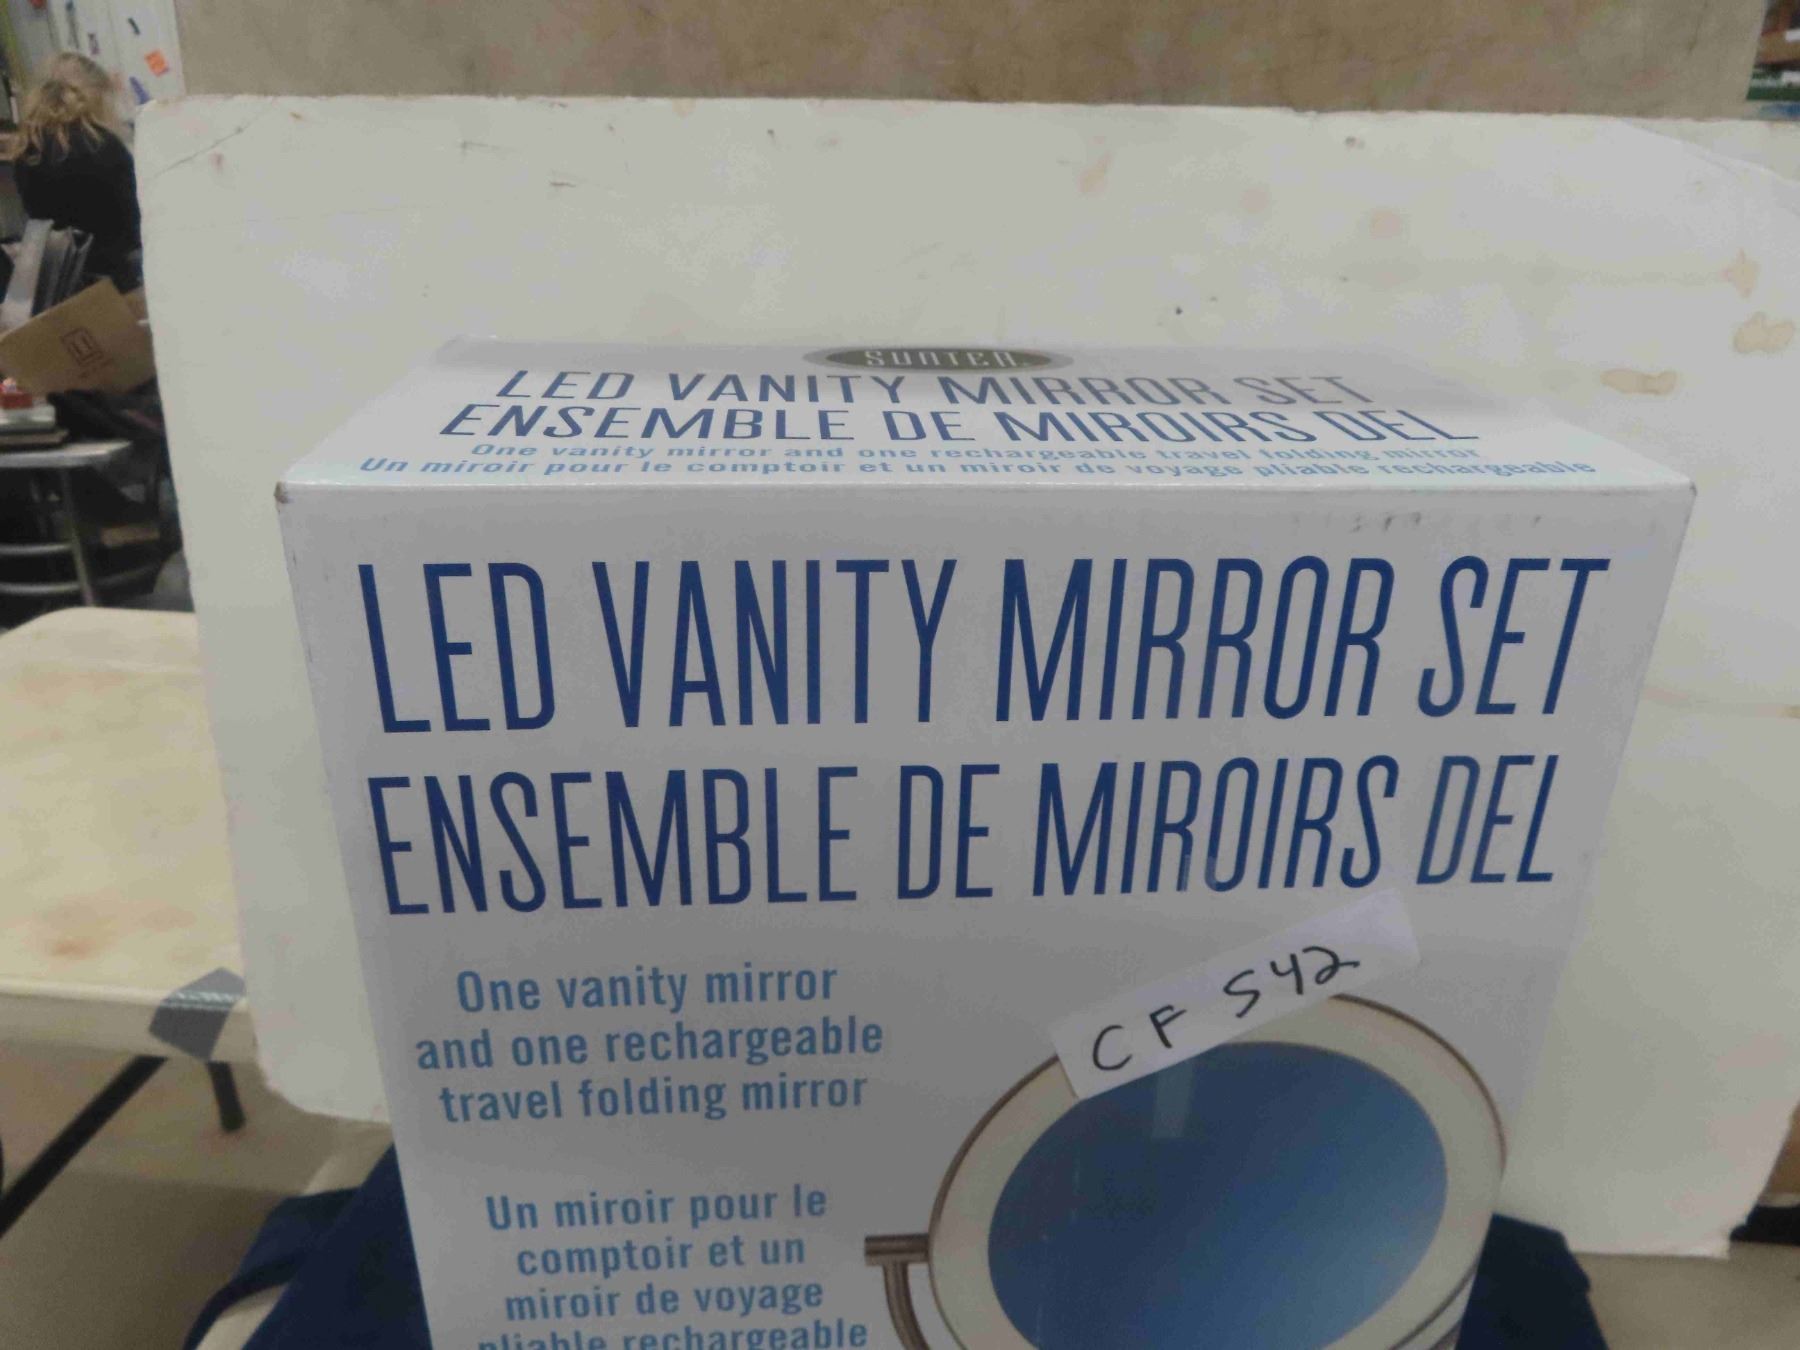 SUNTER
LED VANITY MIRROR SET
ENSEMBLE DE MIROIRS DEL
One vanity mirror and one rechargeable travel folding mirror
Un miroir pour le comptoir et un miroir de voyage pliable rechargeable
LED VANITY MIRROR SET
ENSEMBLE DE MIROIRS DEL
One vanity mirror
and one rechargeable
travel folding mirror
CF 542
Un miroir pour le
comptoir et un
miroir de voyage
pliable rechargeable